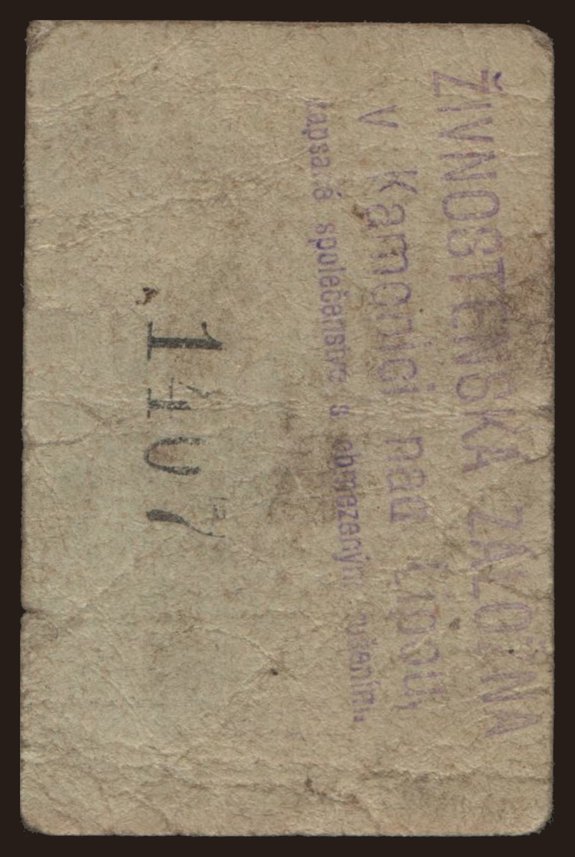 ŽIVNOSTENSKÁ ZÁLOŽNA
v Kamenici nad Lipou,
zapsané společenstvo s obmezeným ručením.
1407